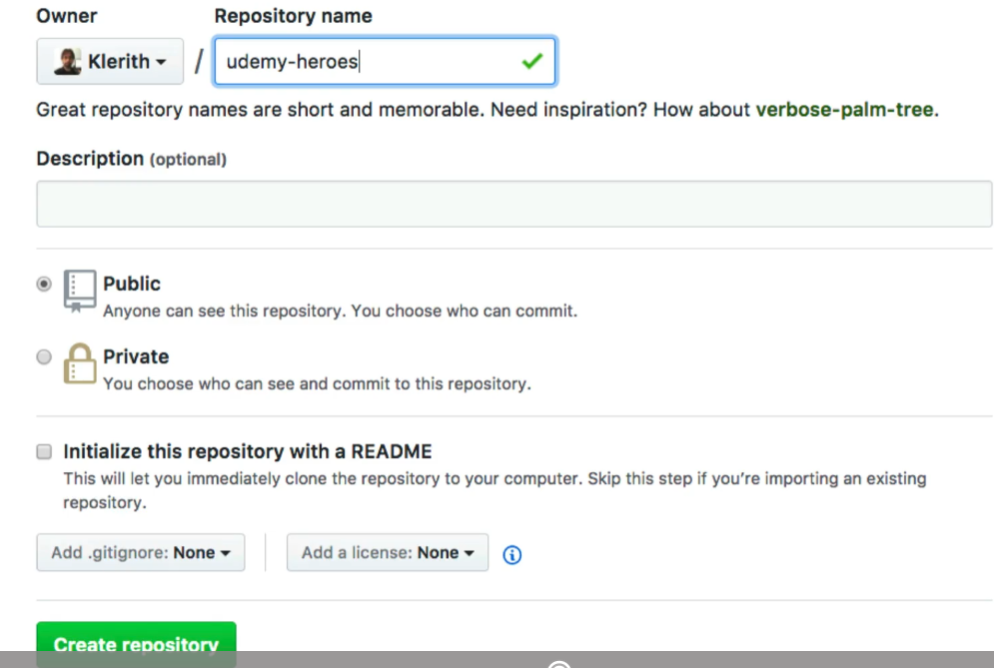 Owner Repository name
Klerith / udemy-heroes
Great repository names are short and memorable. Need inspiration? How about verbose-palm-tree.
Description (optional)
Public
Anyone can see this repository. You choose who can commit.
Private
You choose who can see and commit to this repository.
Initialize this repository with a README
This will let you immediately clone the repository to your computer. Skip this step if you're importing an existing
repository.
Add .gitignore: None Add a license: None
Create repository